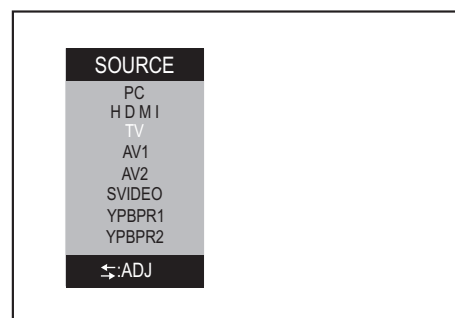 SOURCE
PC
H D M I
TV
AV1
AV2
SVIDEO
YPBPR1
YPBPR2
⇆:ADJ